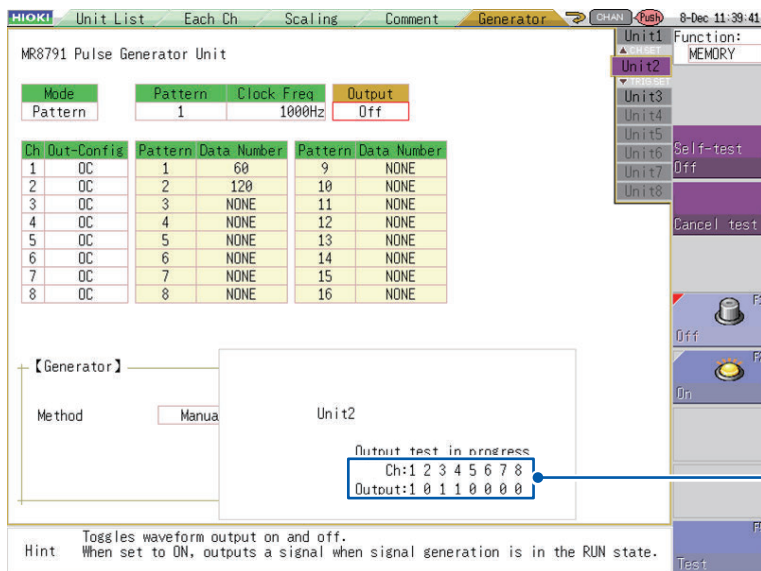 HIOKI Unit List Each Ch Scaling Comment Generator CHAN Push 8-Dec 11:39:41
MR8791 Pulse Generator Unit
Mode Pattern Clock Freq Output
Pattern 1 1000Hz Off
Ch Out-Config Pattern Data Number Pattern Data Number
1 OC 1 60 9 NONE
2 OC 2 120 10 NONE
3 OC 3 NONE 11 NONE
4 OC 4 NONE 12 NONE
5 OC 5 NONE 13 NONE
6 OC 6 NONE 14 NONE
7 OC 7 NONE 15 NONE
8 OC 8 NONE 16 NONE
【Generator】
Method Manua
Unit2
Output test in progress
Ch:1 2 3 4 5 6 7 8
Output:1 0 1 1 0 0 0 0
Unit1
▲CH.SET
Unit2
▼TRIG.SET
Unit3
Unit4
Unit5
Unit6
Unit7
Unit8
Function:
MEMORY
Self-test
Off
Cancel test
Off
On
Test
Toggles waveform output on and off.
Hint When set to ON, outputs a signal when signal generation is in the RUN state.